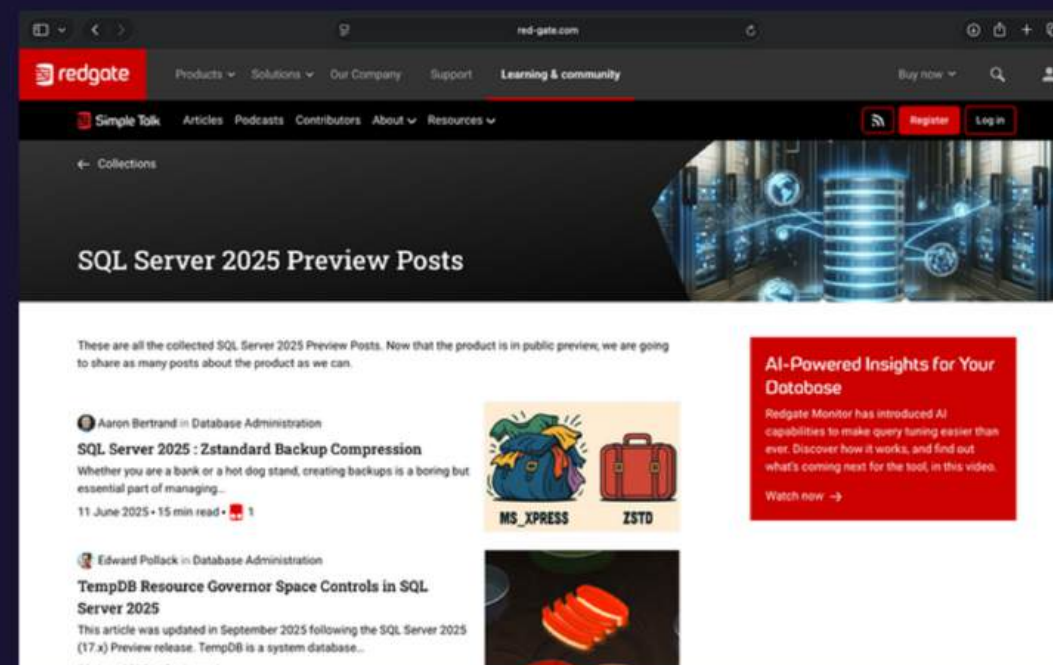 red-gate.com
redgate
Products Solutions Our Company Support Learning & community
Buy now
Simple Talk Articles Podcasts Contributors About Resources
Register Log in
← Collections
SQL Server 2025 Preview Posts
These are all the collected SQL Server 2025 Preview Posts. Now that the product is in public preview, we are going
to share as many posts about the product as we can.
Aaron Bertrand in Database Administration
SQL Server 2025 : Zstandard Backup Compression
Whether you are a bank or a hot dog stand, creating backups is a boring but
essential part of managing...
11 June 2025 • 15 min read • 1
MS_XPRESS ZSTD
Edward Pollack in Database Administration
TempDB Resource Governor Space Controls in SQL
Server 2025
This article was updated in September 2025 following the SQL Server 2025
(17.x) Preview release. TempDB is a system database...
AI-Powered Insights for Your
Database
Redgate Monitor has introduced AI
capabilities to make query tuning easier than
ever. Discover how it works, and find out
what's coming next for the tool, in this video.
Watch now →